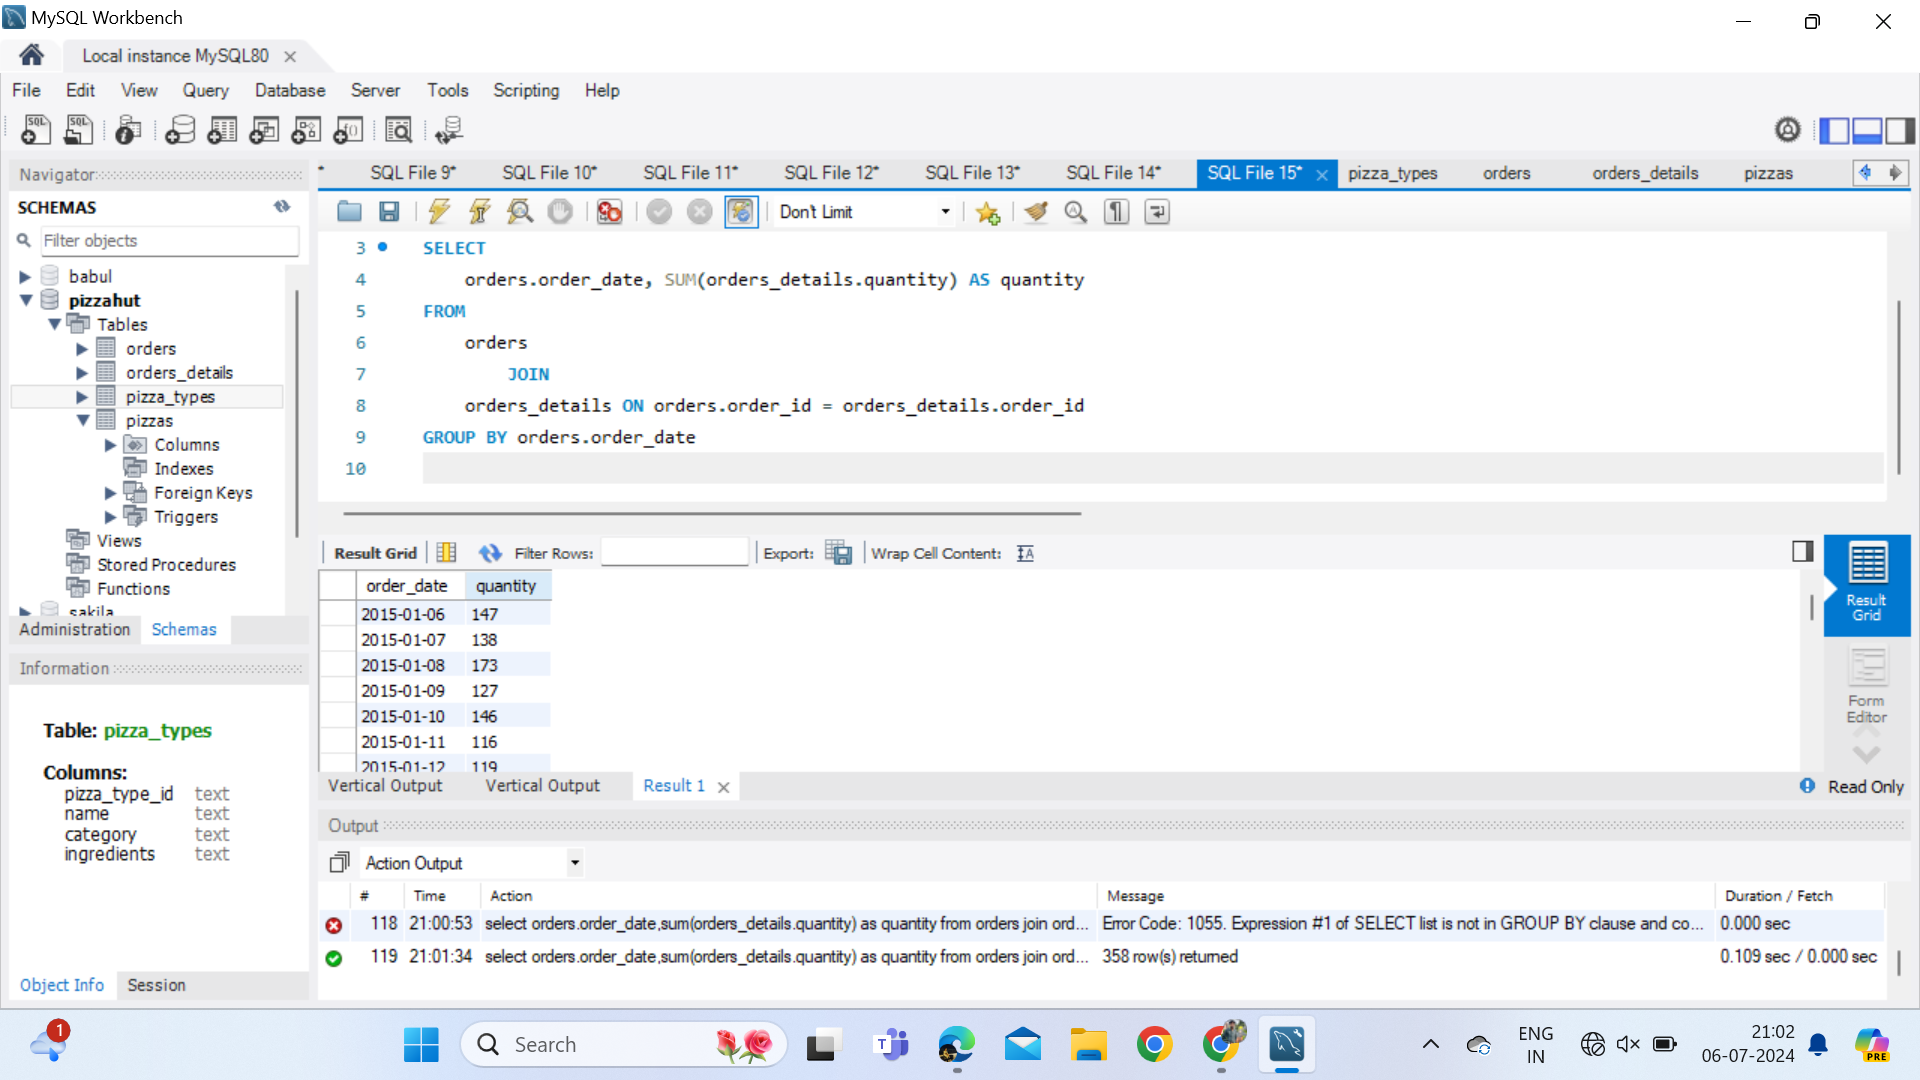 MySQL Workbench
Local instance MySQL80
File Edit View Query Database Server Tools Scripting Help
Navigator
SCHEMAS
Filter objects
babul
pizzahut
Tables
orders
orders_details
pizza_types
pizzas
Columns
Indexes
Foreign Keys
Triggers
Views
Stored Procedures
Functions
sakila
Administration Schemas
Information
Table: pizza_types
Columns:
pizza_type_id text
name text
category text
ingredients text
Object Info Session
* SQL File 9* SQL File 10* SQL File 11* SQL File 12* SQL File 13* SQL File 14* SQL File 15* pizza_types orders orders_details pizzas
Don't Limit
3 SELECT
4 orders.order_date, SUM(orders_details.quantity) AS quantity
5 FROM
6 orders
7 JOIN
8 orders_details ON orders.order_id = orders_details.order_id
9 GROUP BY orders.order_date
10
Result Grid Filter Rows: Export: Wrap Cell Content:
order_date quantity
2015-01-06 147
2015-01-07 138
2015-01-08 173
2015-01-09 127
2015-01-10 146
2015-01-11 116
2015-01-12 119
Result
Grid
Form
Editor
Vertical Output Vertical Output Result 1 Read Only
Output
Action Output
# Time Action Message Duration / Fetch
118 21:00:53 select orders.order_date,sum(orders_details.quantity) as quantity from orders join ord... Error Code: 1055. Expression #1 of SELECT list is not in GROUP BY clause and co... 0.000 sec
119 21:01:34 select orders.order_date,sum(orders_details.quantity) as quantity from orders join ord... 358 row(s) returned 0.109 sec / 0.000 sec
1
Search
ENG
IN
21:02
06-07-2024
PRE